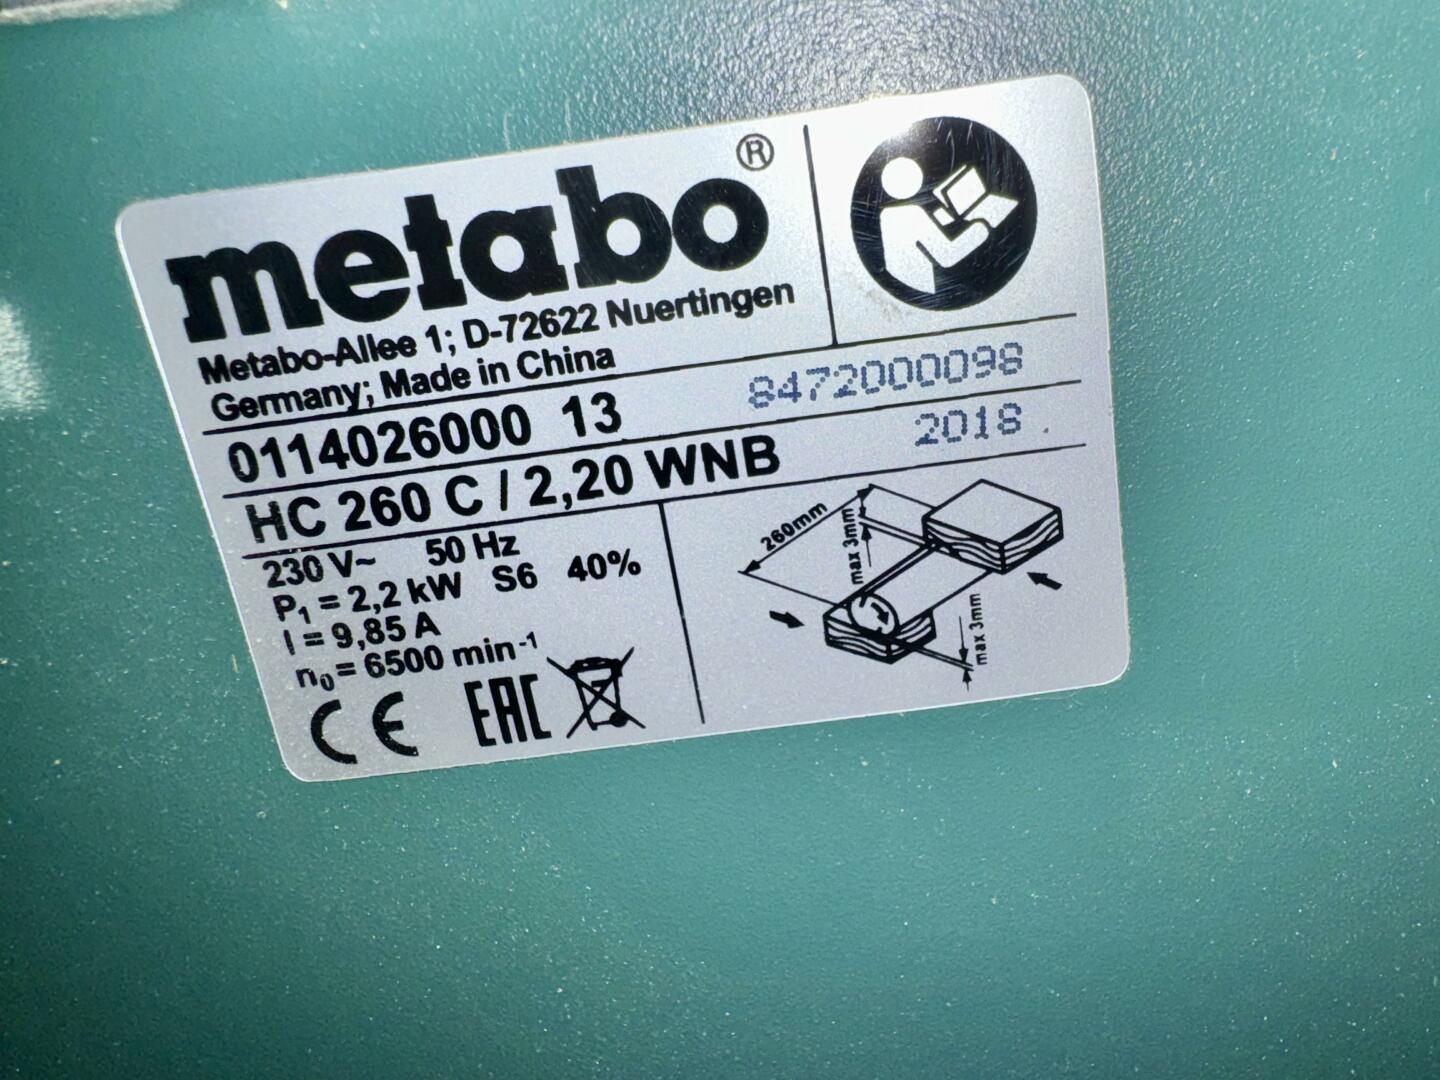 metabo®
Metabo-Allee 1; D-72622 Nuertingen
Germany; Made in China
0114026000 13
8472000098
HC 260 C / 2,20 WNB
2018
230 V~ 50 Hz
P₁ = 2,2 kW S6 40%
I = 9,85 A
n₀ = 6500 min⁻¹
CE EAC
260mm
max 3mm
max 3mm